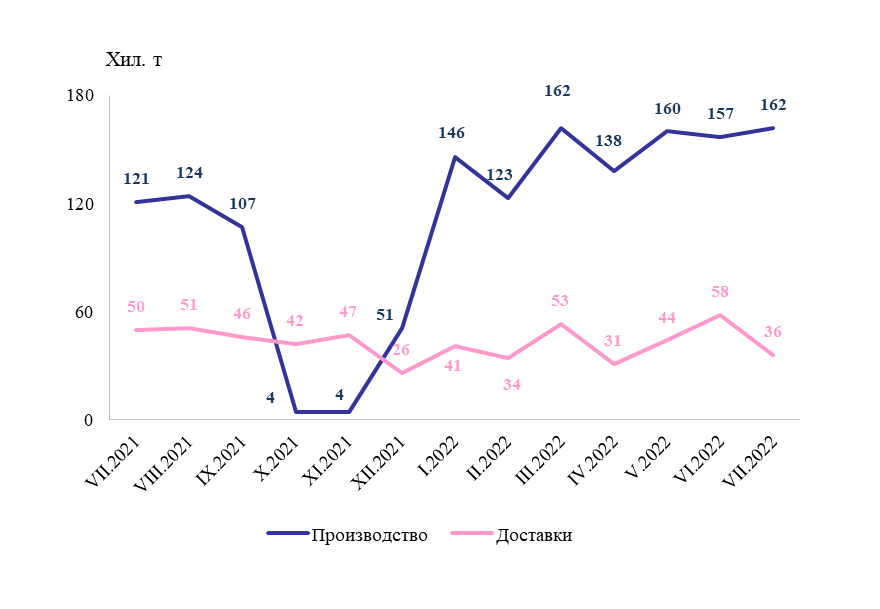 Хил. т
180
120
60
0
121 124 107 4 4 51 146 123 162 138 160 157 162
50 51 46 42 47 26 41 34 53 31 44 58 36
VII.2021 VIII.2021 IX.2021 X.2021 XI.2021 XII.2021 I.2022 II.2022 III.2022 IV.2022 V.2022 VI.2022 VII.2022
Производство Доставки